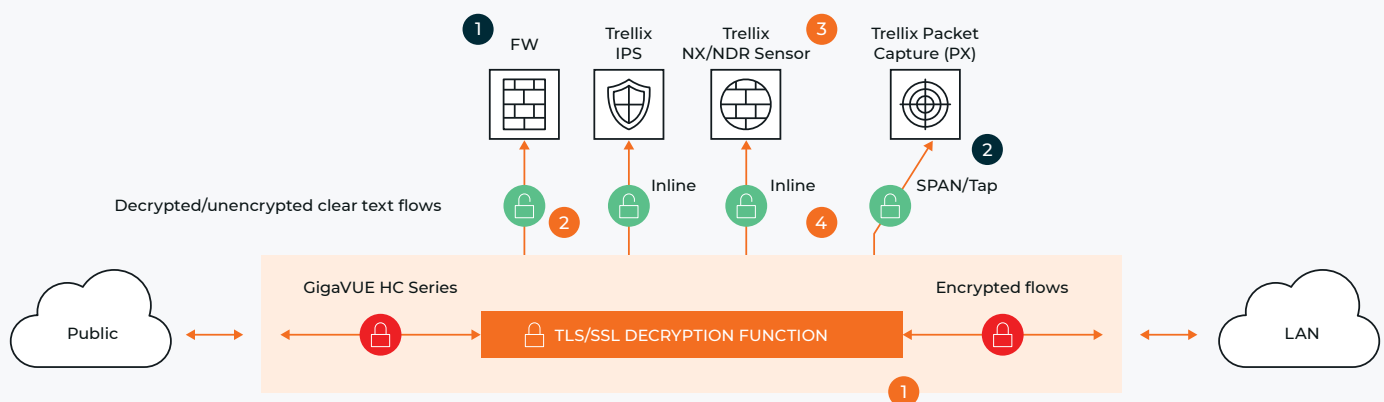 1
FW
Trellix
IPS
Trellix
NX/NDR Sensor
3
Trellix Packet
Capture (PX)
2
Decrypted/unencrypted clear text flows
2
Inline
Inline
4
SPAN/Tap
Public
GigaVUE HC Series
TLS/SSL DECRYPTION FUNCTION
Encrypted flows
1
LAN